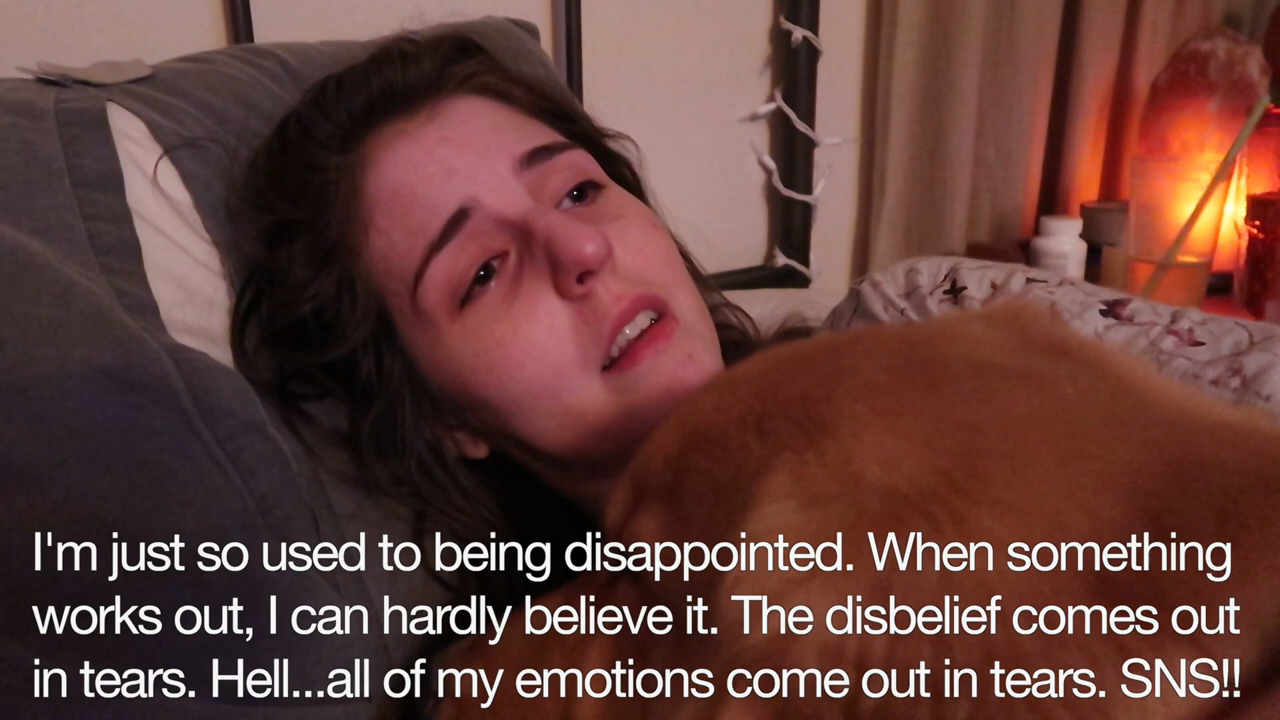 I'm just so used to being disappointed. When something
works out, I can hardly believe it. The disbelief comes out
in tears. Hell...all of my emotions come out in tears. SNS!!